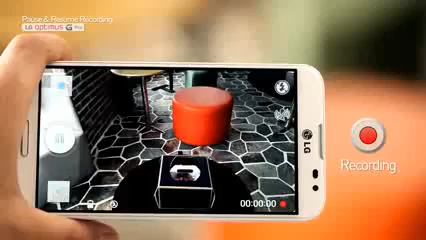 Pause & Resume Recording
LG optimus G Pro
LG
00:00:00
Recording